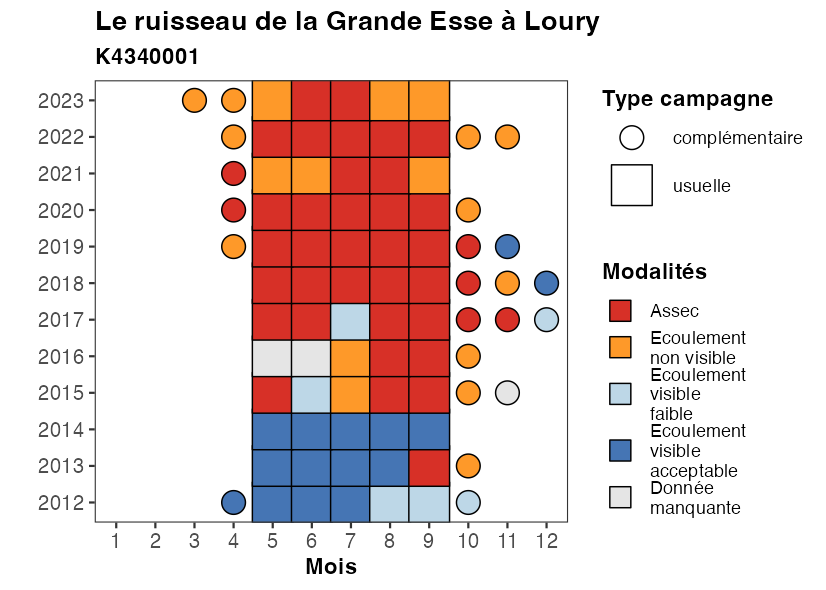 Le ruisseau de la Grande Esse à Loury
K4340001
2023
2022
2021
2020
2019
2018
2017
2016
2015
2014
2013
2012
1 2 3 4 5 6 7 8 9 10 11 12
Mois
Type campagne
complémentaire
usuelle
Modalités
Assec
Ecoulement
non visible
Ecoulement
visible
faible
Ecoulement
visible
acceptable
Donnée
manquante